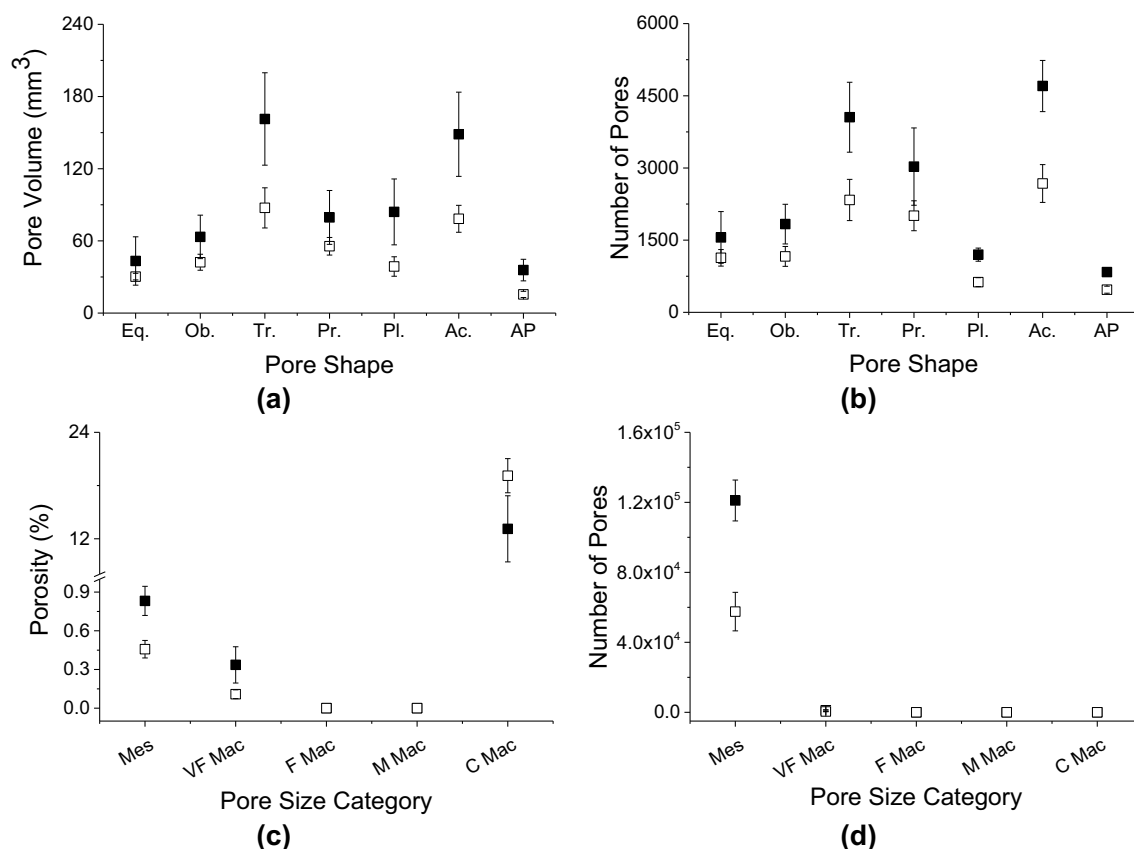 240
180
120
60
0
Pore Volume (mm³)
Eq. Ob. Tr. Pr. Pl. Ac. AP
Pore Shape
(a)
6000
4500
3000
1500
0
Number of Pores
Eq. Ob. Tr. Pr. Pl. Ac. AP
Pore Shape
(b)
24
12
0.9
0.6
0.3
0.0
Porosity (%)
Mes VF Mac F Mac M Mac C Mac
Pore Size Category
(c)
1.6x10⁵
1.2x10⁵
8.0x10⁴
4.0x10⁴
0.0
Number of Pores
Mes VF Mac F Mac M Mac C Mac
Pore Size Category
(d)